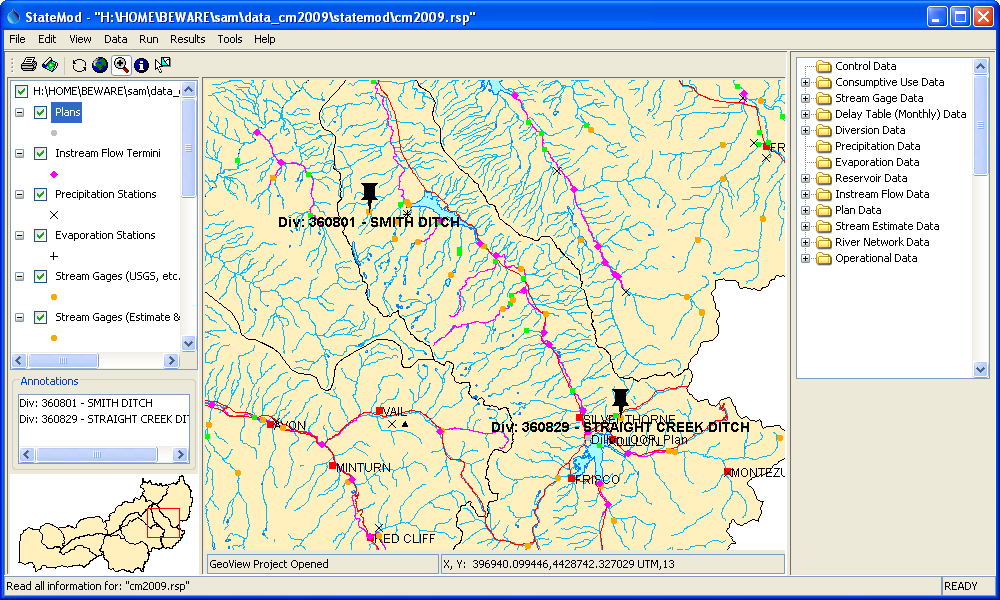 StateMod - "H:\HOME\BEWARE\sam\data_cm2009\statemod\cm2009.rsp"
File Edit View Data Run Results Tools Help
H:\HOME\BEWARE\sam\data_
Plans
Instream Flow Termini
Precipitation Stations
Evaporation Stations
Stream Gages (USGS, etc.
Stream Gages (Estimate &
Annotations
Div: 360801 - SMITH DITCH
Div: 360829 - STRAIGHT CREEK DIT
Div: 360801 - SMITH DITCH
FR
SILVERTHORNE
Div: 360829 - STRAIGHT CREEK DITCH
DILLON
Plan
VAIL
AVON
MINTURN
FRISCO
MONTEZU
RED CLIFF
GeoView Project Opened
X, Y: 396940.099446,4428742.327029 UTM,13
Control Data
Consumptive Use Data
Stream Gage Data
Delay Table (Monthly) Data
Diversion Data
Precipitation Data
Evaporation Data
Reservoir Data
Instream Flow Data
Plan Data
Stream Estimate Data
River Network Data
Operational Data
Read all information for: "cm2009.rsp"
READY